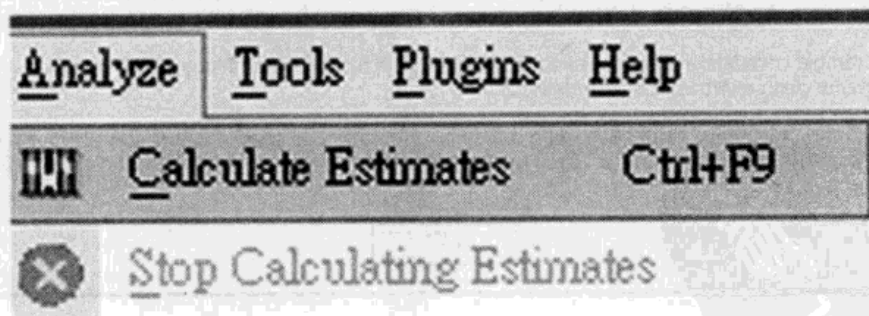 Analyze Tools Plugins Help
Calculate Estimates Ctrl+F9
Stop Calculating Estimates